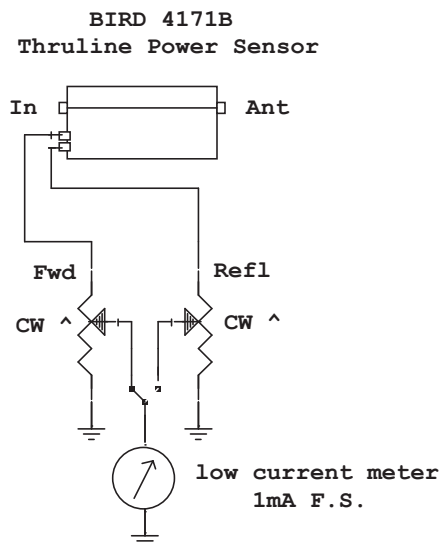 BIRD 4171B
Thruline Power Sensor
In
Ant
Fwd
Refl
CW ^
CW ^
low current meter
1mA F.S.